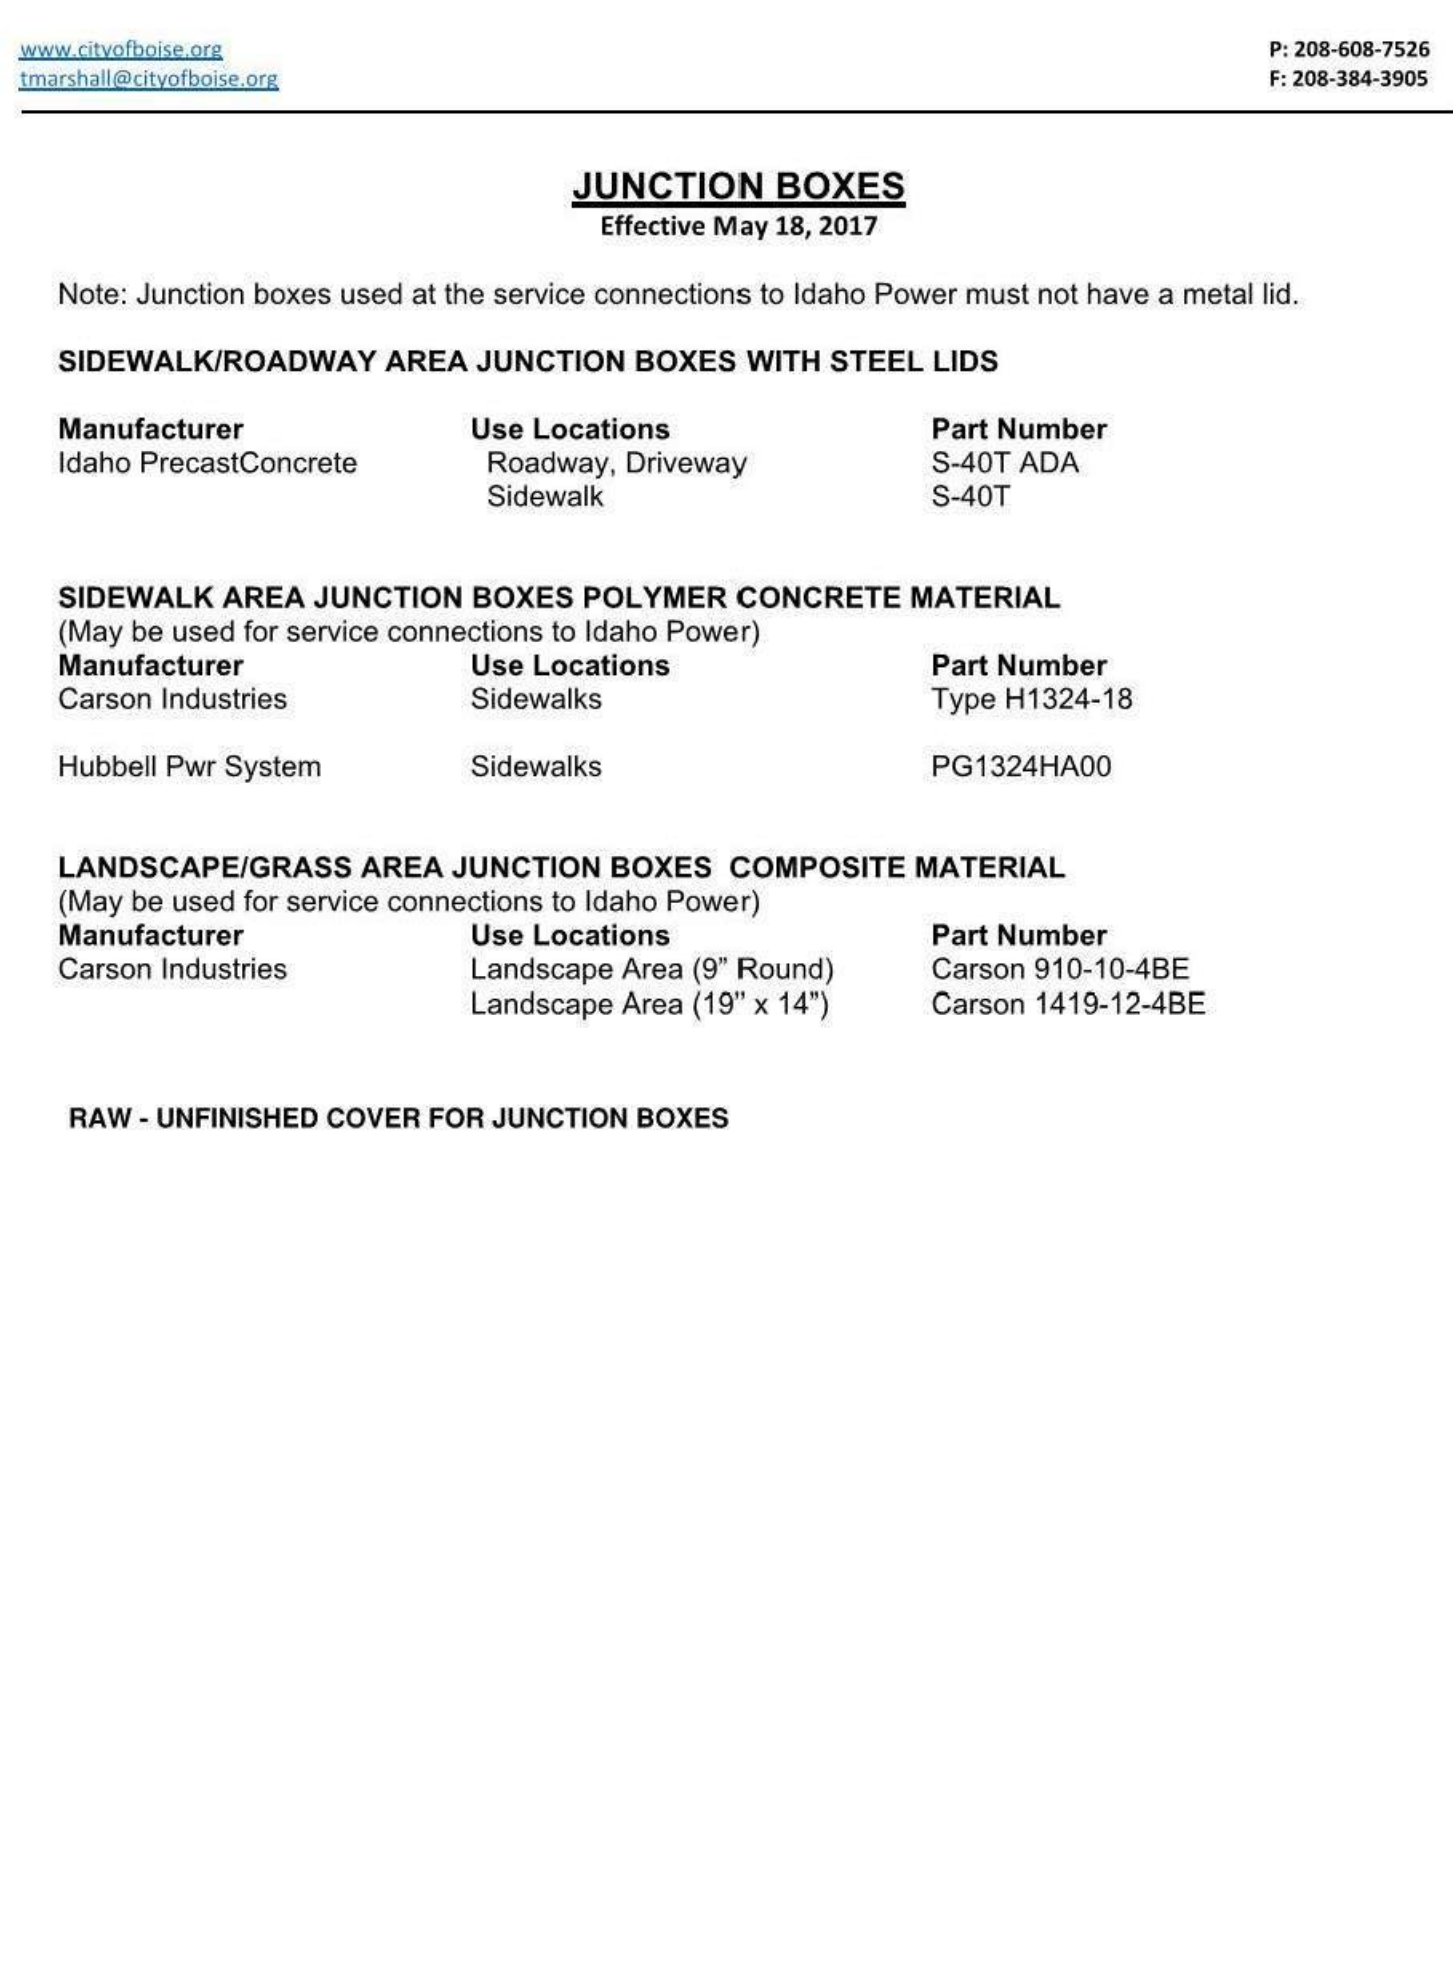 www.cityofboise.org P: 208-608-7526
tmarshall@cityofboise.org F: 208-384-3905
JUNCTION BOXES
Effective May 18, 2017
Note: Junction boxes used at the service connections to Idaho Power must not have a metal lid.
SIDEWALK/ROADWAY AREA JUNCTION BOXES WITH STEEL LIDS
Manufacturer Use Locations Part Number
Idaho PrecastConcrete Roadway, Driveway S-40T ADA
Sidewalk S-40T
SIDEWALK AREA JUNCTION BOXES POLYMER CONCRETE MATERIAL
(May be used for service connections to Idaho Power)
Manufacturer Use Locations Part Number
Carson Industries Sidewalks Type H1324-18
Hubbell Pwr System Sidewalks PG1324HA00
LANDSCAPE/GRASS AREA JUNCTION BOXES COMPOSITE MATERIAL
(May be used for service connections to Idaho Power)
Manufacturer Use Locations Part Number
Carson Industries Landscape Area (9” Round) Carson 910-10-4BE
Landscape Area (19” x 14”) Carson 1419-12-4BE
RAW - UNFINISHED COVER FOR JUNCTION BOXES